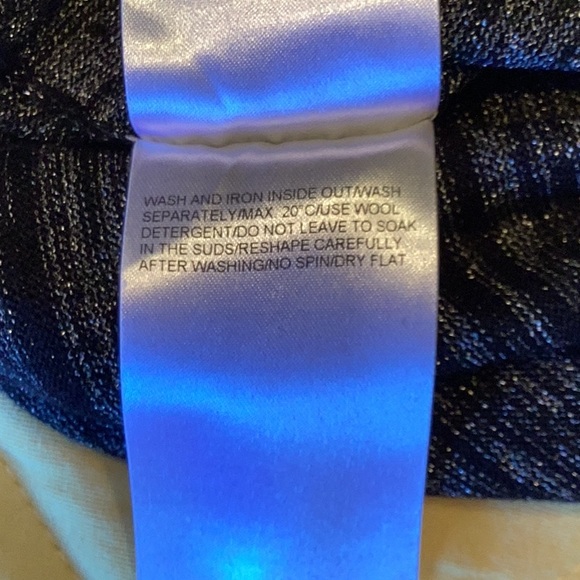 WASH AND IRON INSIDE OUT/WASH
SEPARATELY/MAX. 20°C/USE WOOL
DETERGENT/DO NOT LEAVE TO SOAK
IN THE SUDS/RESHAPE CAREFULLY
AFTER WASHING/NO SPIN/DRY FLAT